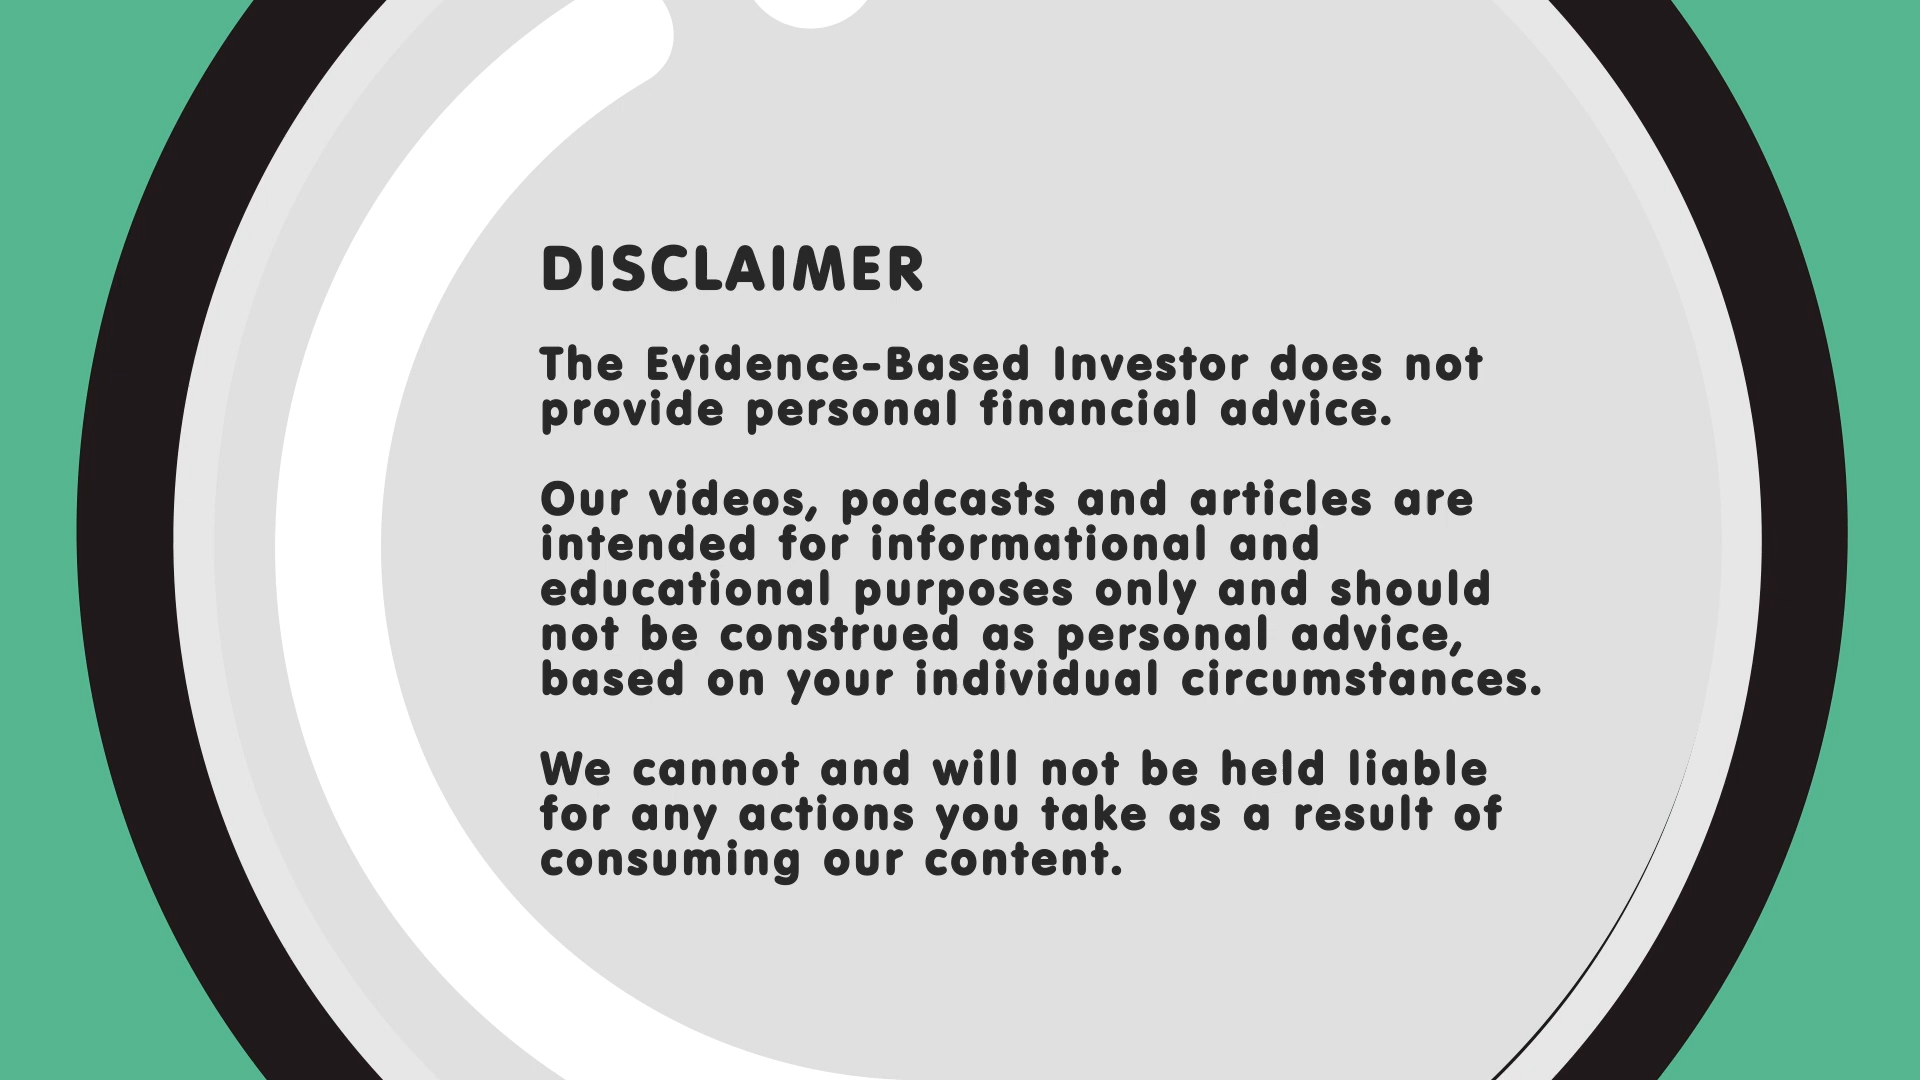 DISCLAIMER
The Evidence-Based Investor does not
provide personal financial advice.
Our videos, podcasts and articles are
intended for informational and
educational purposes only and should
not be construed as personal advice,
based on your individual circumstances.
We cannot and will not be held liable
for any actions you take as a result of
consuming our content.